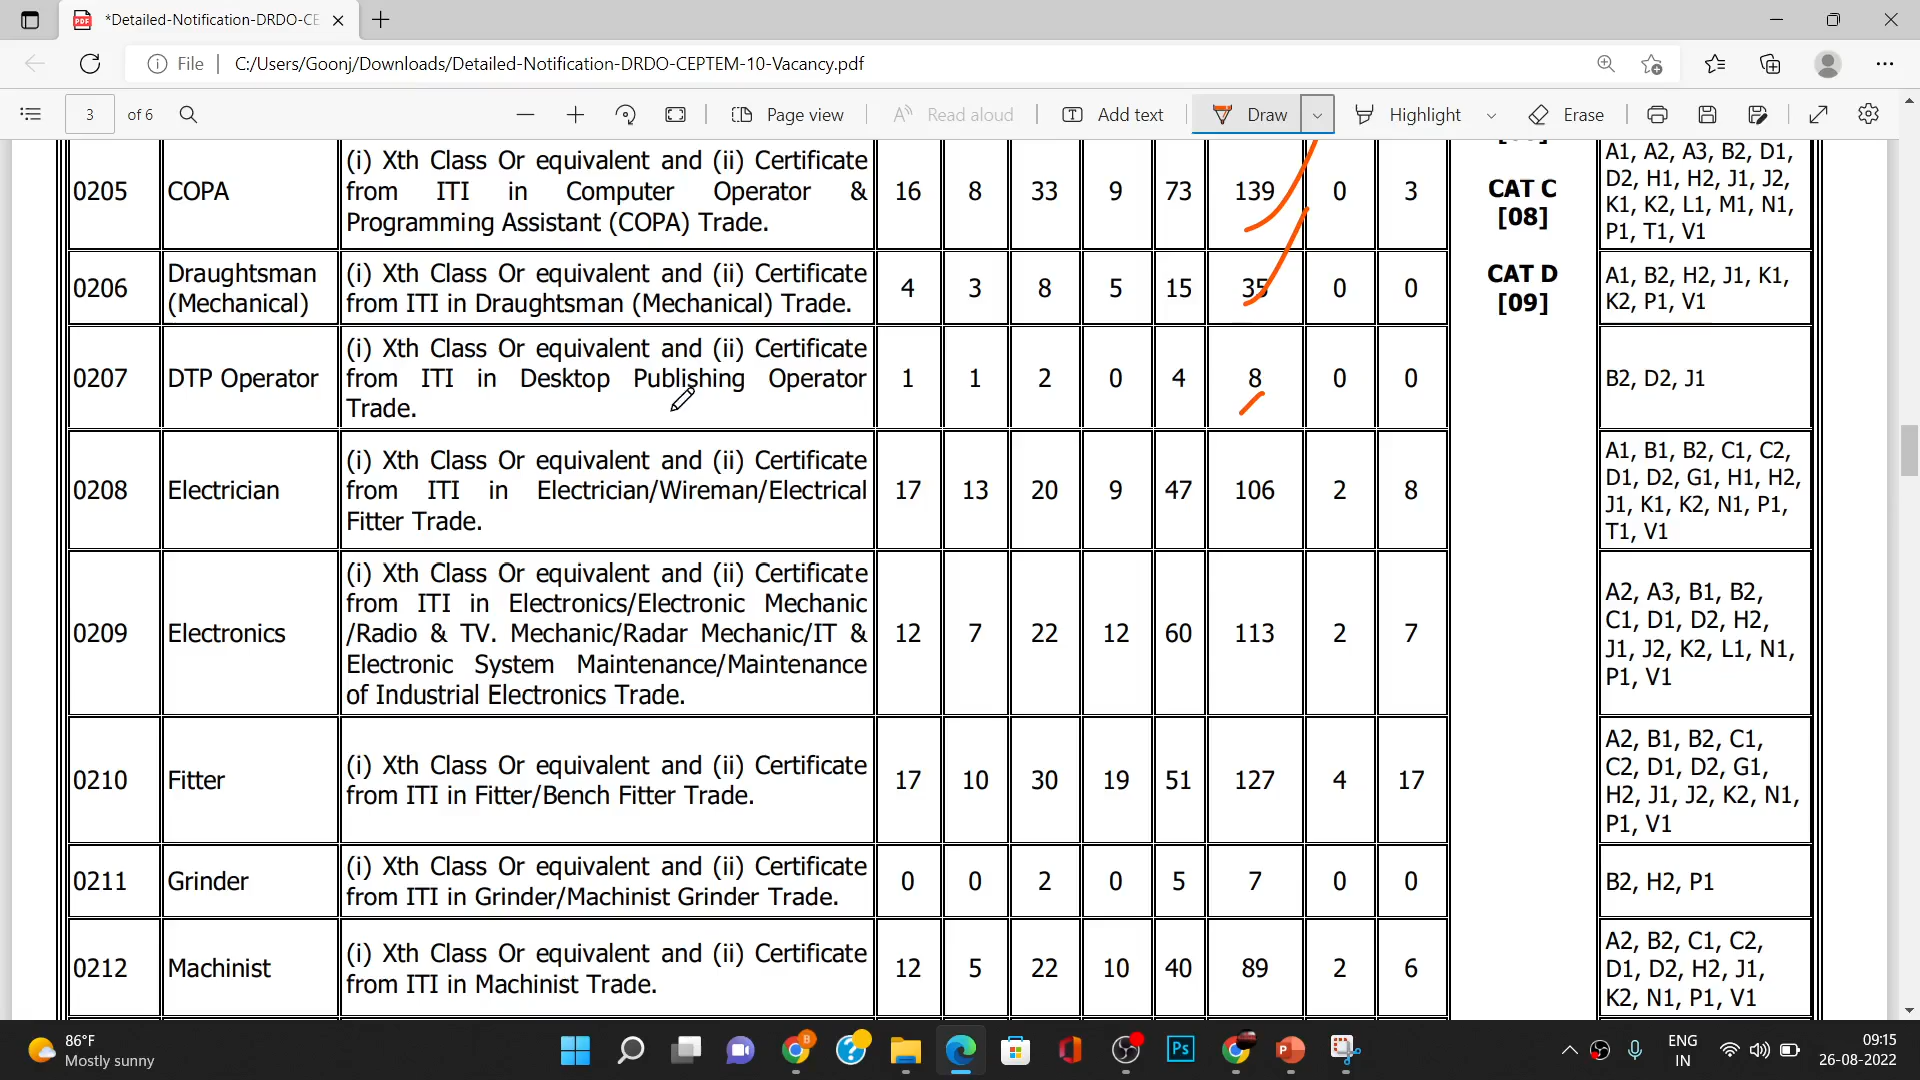 *Detailed-Notification-DRDO-CE
File
C:/Users/Goonj/Downloads/Detailed-Notification-DRDO-CEPTEM-10-Vacancy.pdf
3 of 6
Page view
Read aloud
Add text
Draw
Highlight
Erase
0205 COPA (i) Xth Class Or equivalent and (ii) Certificate
from ITI in Computer Operator &
Programming Assistant (COPA) Trade.
16 8 33 9 73 139 0 3
CAT C
[08]
A1, A2, A3, B2, D1,
D2, H1, H2, J1, J2,
K1, K2, L1, M1, N1,
P1, T1, V1
0206 Draughtsman
(Mechanical)
(i) Xth Class Or equivalent and (ii) Certificate
from ITI in Draughtsman (Mechanical) Trade.
4 3 8 5 15 35 0 0
CAT D
[09]
A1, B2, H2, J1, K1,
K2, P1, V1
0207 DTP Operator (i) Xth Class Or equivalent and (ii) Certificate
from ITI in Desktop Publishing Operator
Trade.
1 1 2 0 4 8 0 0
B2, D2, J1
0208 Electrician (i) Xth Class Or equivalent and (ii) Certificate
from ITI in Electrician/Wireman/Electrical
Fitter Trade.
17 13 20 9 47 106 2 8
A1, B1, B2, C1, C2,
D1, D2, G1, H1, H2,
J1, K1, K2, N1, P1,
T1, V1
0209 Electronics (i) Xth Class Or equivalent and (ii) Certificate
from ITI in Electronics/Electronic Mechanic
/Radio & TV. Mechanic/Radar Mechanic/IT &
Electronic System Maintenance/Maintenance
of Industrial Electronics Trade.
12 7 22 12 60 113 2 7
A2, A3, B1, B2,
C1, D1, D2, H2,
J1, J2, K2, L1, N1,
P1, V1
0210 Fitter (i) Xth Class Or equivalent and (ii) Certificate
from ITI in Fitter/Bench Fitter Trade.
17 10 30 19 51 127 4 17
A2, B1, B2, C1,
C2, D1, D2, G1,
H2, J1, J2, K2, N1,
P1, V1
0211 Grinder (i) Xth Class Or equivalent and (ii) Certificate
from ITI in Grinder/Machinist Grinder Trade.
0 0 2 0 5 7 0 0
B2, H2, P1
0212 Machinist (i) Xth Class Or equivalent and (ii) Certificate
from ITI in Machinist Trade.
12 5 22 10 40 89 2 6
A2, B2, C1, C2,
D1, D2, H2, J1,
K2, N1, P1, V1
86°F
Mostly sunny
Ps
ENG
IN
09:15
26-08-2022